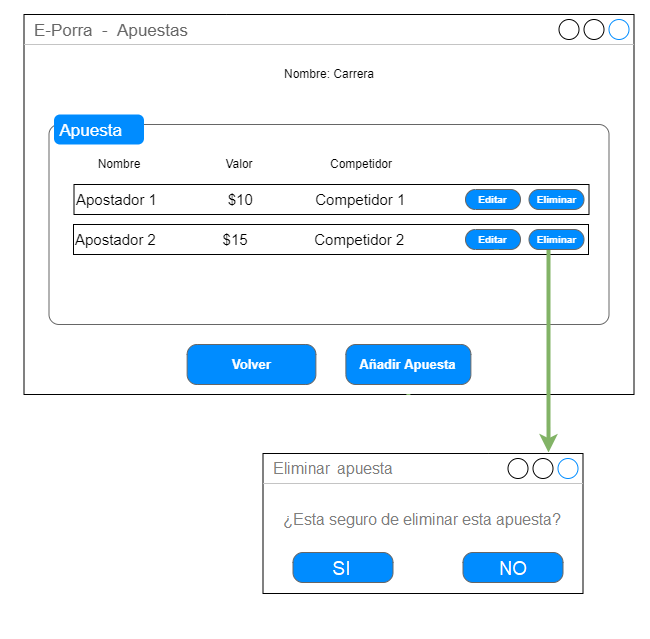 E-Porra - Apuestas
Nombre: Carrera
Apuesta
Nombre Valor Competidor
Apostador 1 $10 Competidor 1 Editar Eliminar
Apostador 2 $15 Competidor 2 Editar Eliminar
Volver Añadir Apuesta
Eliminar apuesta
¿Esta seguro de eliminar esta apuesta?
SI NO